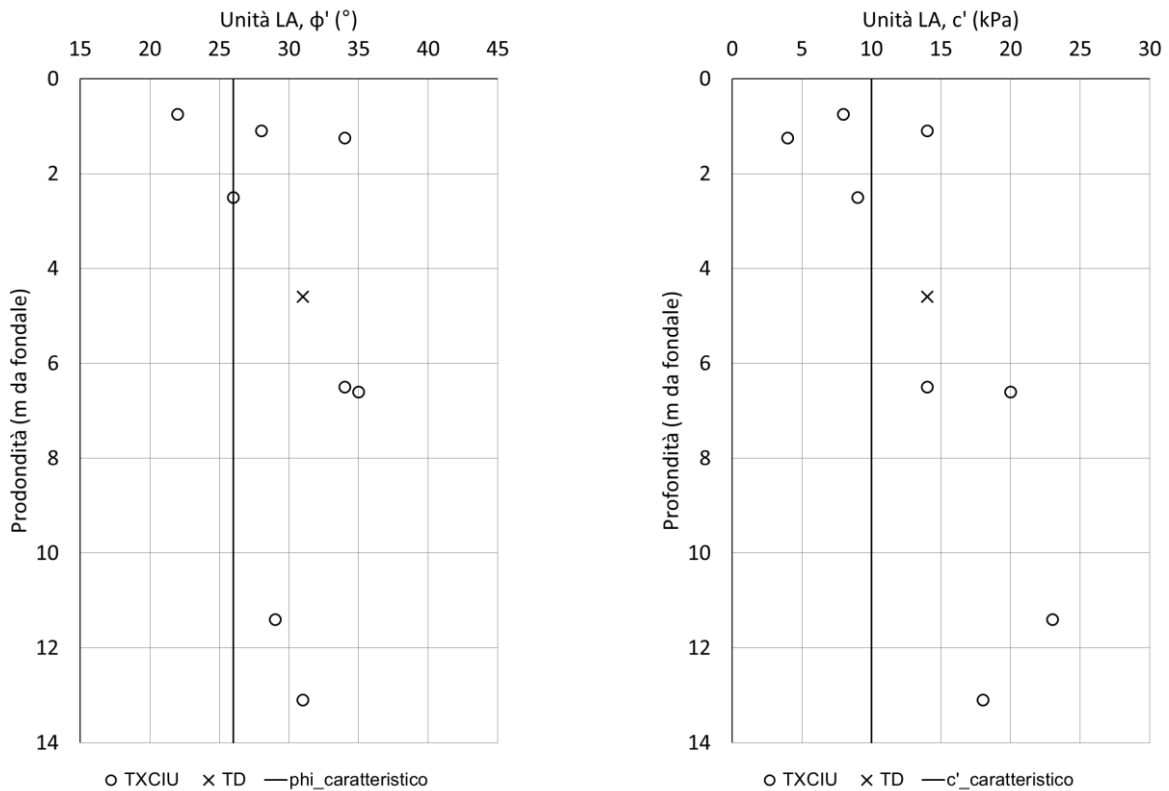 Unità LA, ϕ' (°)
15 20 25 30 35 40 45
0
2
4
6
8
10
12
14
Prodondità (m da fondale)
TXCIU TD phi_caratteristico
Unità LA, c' (kPa)
0 5 10 15 20 25 30
0
2
4
6
8
10
12
14
Profondità (m da fondale)
TXCIU TD c'_caratteristico